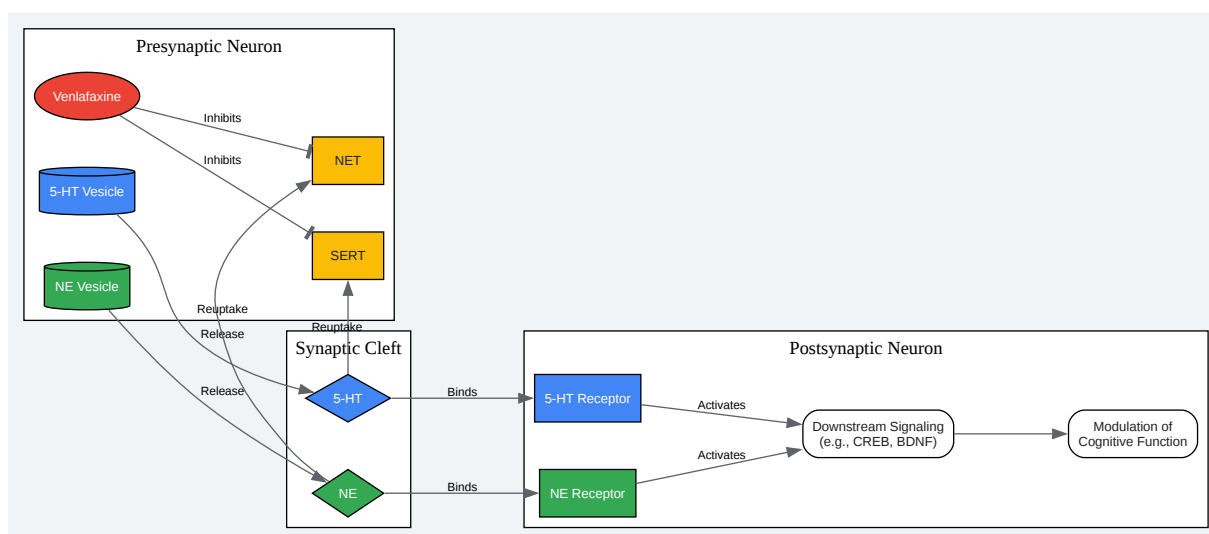 Presynaptic Neuron
Venlafaxine
Inhibits
Inhibits
NET
5-HT Vesicle
SERT
NE Vesicle
Reuptake
Release
Reuptake
Release
Synaptic Cleft
5-HT
NE
Binds
Binds
Postsynaptic Neuron
5-HT Receptor
NE Receptor
Activates
Activates
Downstream Signaling
(e.g., CREB, BDNF)
Modulation of
Cognitive Function